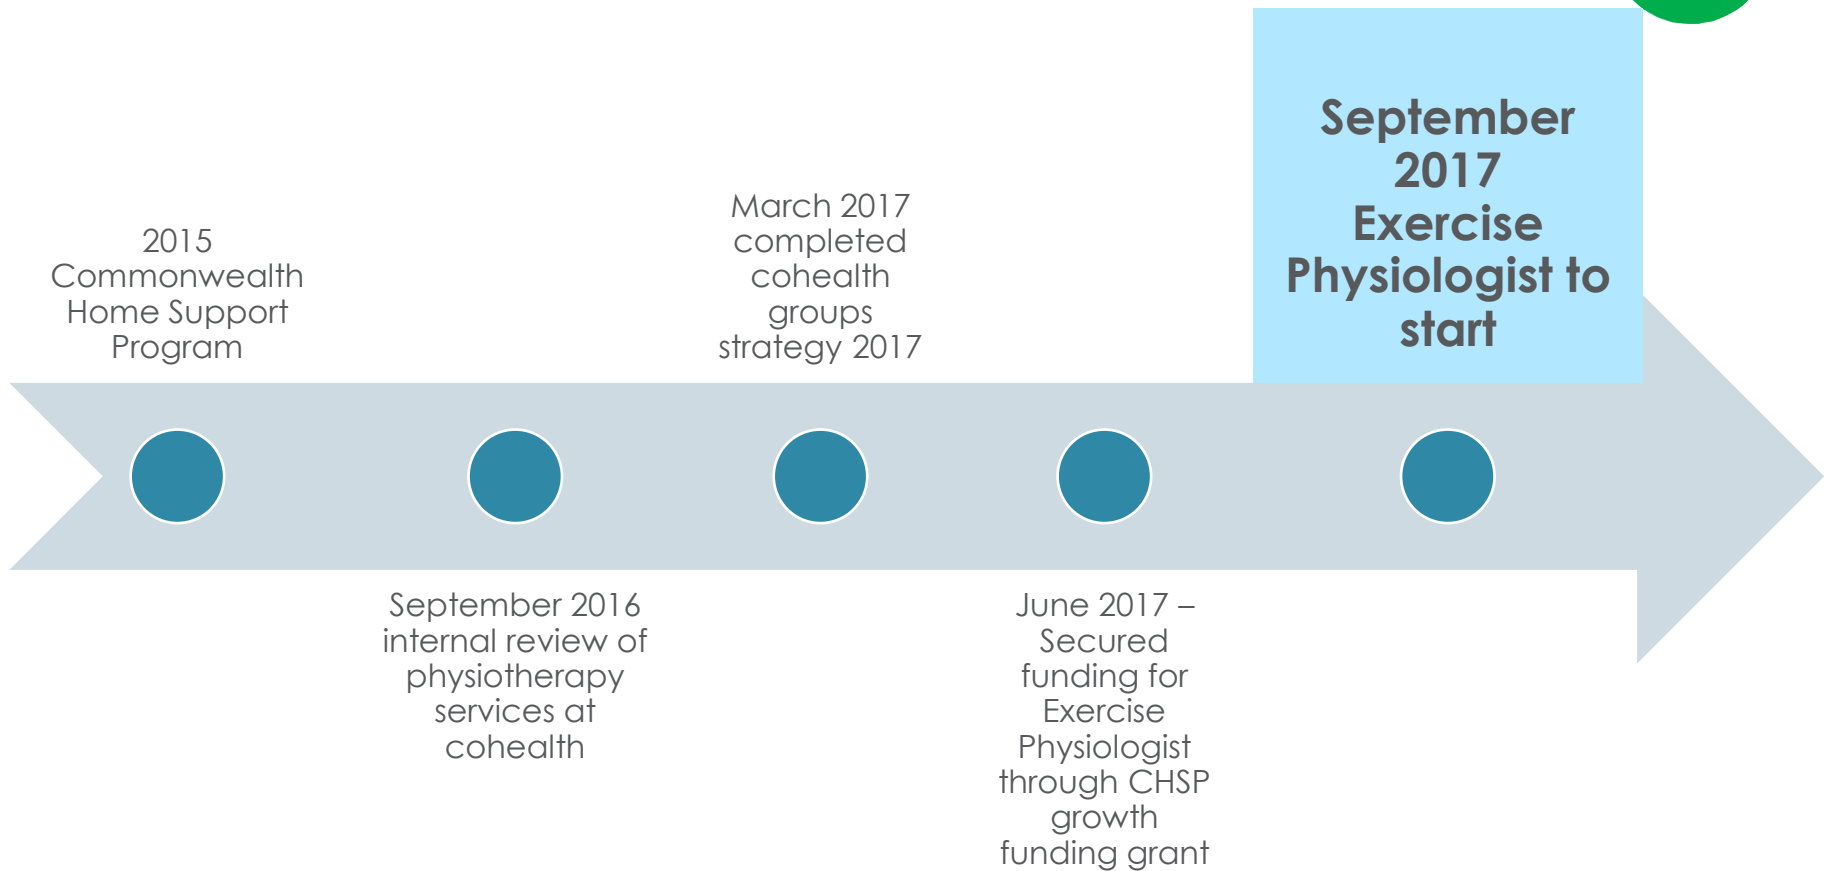 2015
Commonwealth
Home Support
Program
September 2016
internal review of
physiotherapy
services at
cohealth
March 2017
completed
cohealth
groups
strategy 2017
June 2017 –
Secured
funding for
Exercise
Physiologist
through CHSP
growth
funding grant
September
2017
Exercise
Physiologist to
start